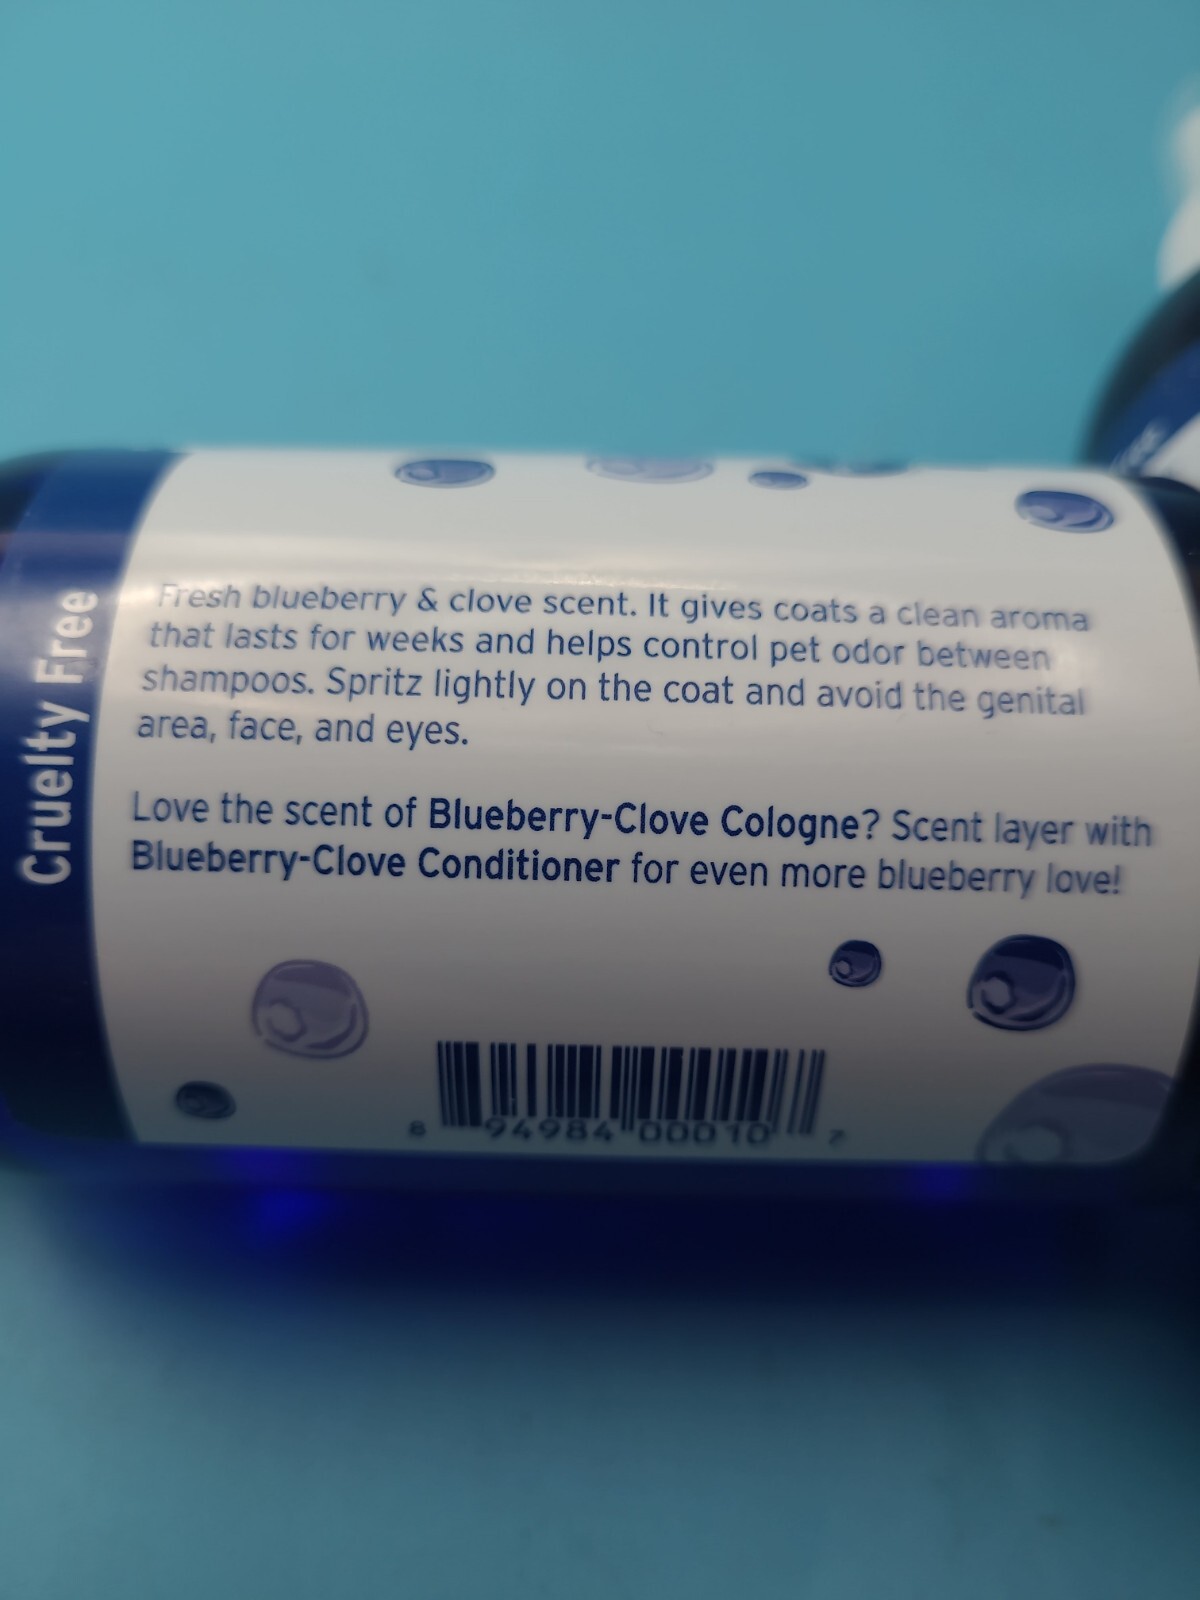 Cruelty Free
Fresh blueberry & clove scent. It gives coats a clean aroma
that lasts for weeks and helps control pet odor between
shampoos. Spritz lightly on the coat and avoid the genital
area, face, and eyes.
Love the scent of Blueberry-Clove Cologne? Scent layer with
Blueberry-Clove Conditioner for even more blueberry love!
8 94984 00010 7